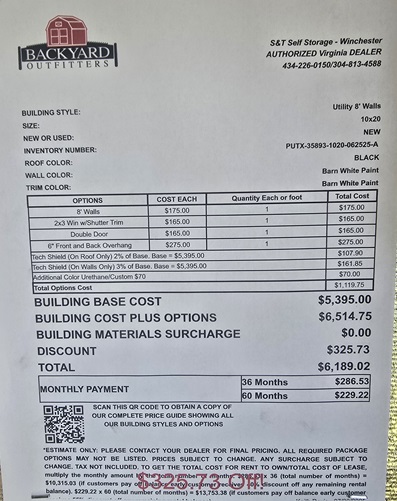 BACKYARD
OUTFITTERS
S&T Self Storage - Winchester
AUTHORIZED Virginia DEALER
434-226-0150/304-813-4588
BUILDING STYLE: Utility 8' Walls
SIZE: 10x20
NEW OR USED: NEW
INVENTORY NUMBER: PUTX-35893-1020-062525-A
ROOF COLOR: BLACK
WALL COLOR: Barn White Paint
TRIM COLOR: Barn White Paint
OPTIONS COST EACH Quantity Each or foot Total Cost
8' Walls $175.00 1 $175.00
2x3 Win w/Shutter Trim $165.00 1 $165.00
Double Door $165.00 1 $165.00
6" Front and Back Overhang $275.00 1 $275.00
Tech Shield (On Roof Only) 2% of Base. Base = $5,395.00 $107.90
Tech Shield (On Walls Only) 3% of Base. Base = $5,395.00 $161.85
Additional Color Urethane/Custom $70 $70.00
Total Options Cost $1,119.75
BUILDING BASE COST $5,395.00
BUILDING COST PLUS OPTIONS $6,514.75
BUILDING MATERIALS SURCHARGE $0.00
DISCOUNT $325.73
TOTAL $6,189.02
MONTHLY PAYMENT 36 Months $286.53
60 Months $229.22
SCAN THIS QR CODE TO OBTAIN A COPY OF
OUR COMPLETE PRICE GUIDE SHOWING ALL
OUR BUILDING STYLES AND OPTIONS
*ESTIMATE ONLY: PLEASE CONTACT YOUR DEALER FOR FINAL PRICING. ALL REQUIRED PACKAGE
OPTIONS MAY NOT BE LISTED. PRICES SUBJECT TO CHANGE. ANY SURCHARGE SUBJECT TO
CHANGE. TAX NOT INCLUDED. TO GET THE TOTAL COST FOR RENT TO OWN/TOTAL COST OF LEASE,
multiply the monthly amount x 36 (total number of months) =
$10,315.03 (if customers pay off discount off any remaining rental
balance). $229.22 x 60 (total number of months) = $13,753.38 (if customers pay off balance early customer
$325.73 Off!